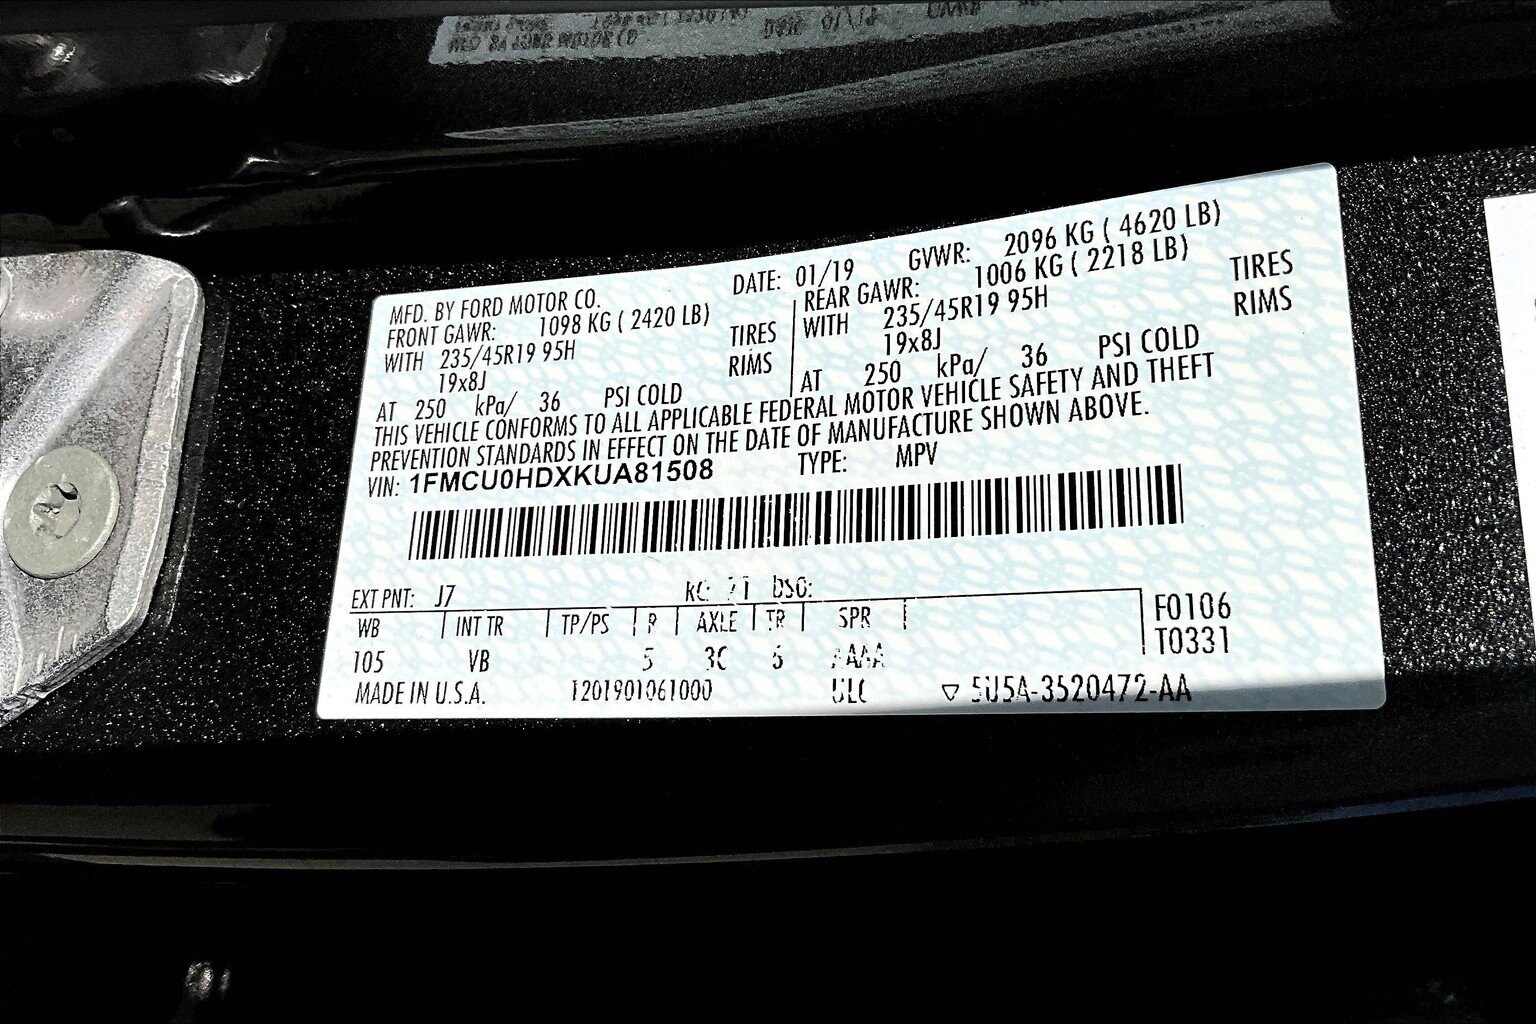 MFD. BY FORD MOTOR CO. DATE: 01/19 GVWR: 2096 KG ( 4620 LB)
FRONT GAWR: 1098 KG ( 2420 LB) REAR GAWR: 1006 KG ( 2218 LB)
WITH 235/45R19 95H TIRES WITH 235/45R19 95H TIRES
19x8J RIMS 19x8J RIMS
AT 250 kPa/ 36 PSI COLD AT 250 kPa/ 36 PSI COLD
THIS VEHICLE CONFORMS TO ALL APPLICABLE FEDERAL MOTOR VEHICLE SAFETY AND THEFT
PREVENTION STANDARDS IN EFFECT ON THE DATE OF MANUFACTURE SHOWN ABOVE.
VIN: 1FMCU0HDXKUA81508 TYPE: MPV
EXT PNT: J7 RC: 71 DSO:
WB INT TR TP/PS R AXLE TR SPR F0106
105 VB 5 3C 6 AAAA T0331
MADE IN U.S.A. 1201901061000 ULC ▽ 5U5A-3520472-AA